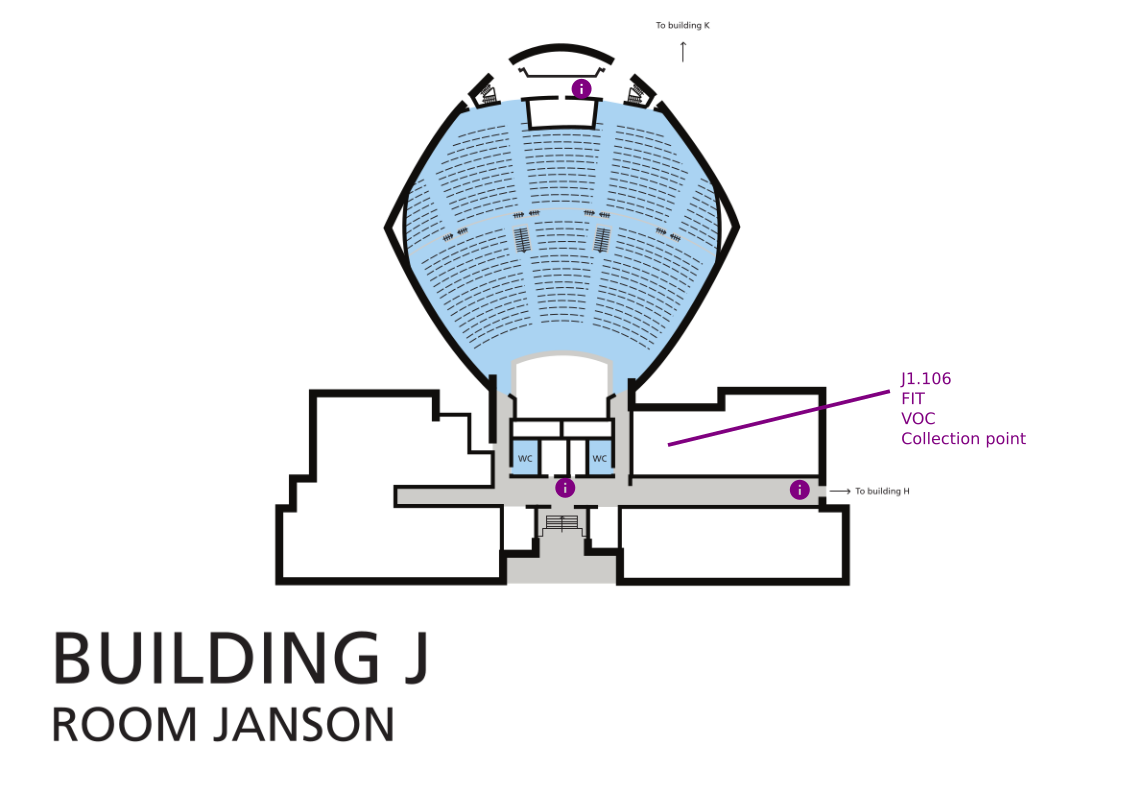 To building K
i
J1.106
FIT
VOC
Collection point
WC
WC
i
i
To building H
BUILDING J
ROOM JANSON